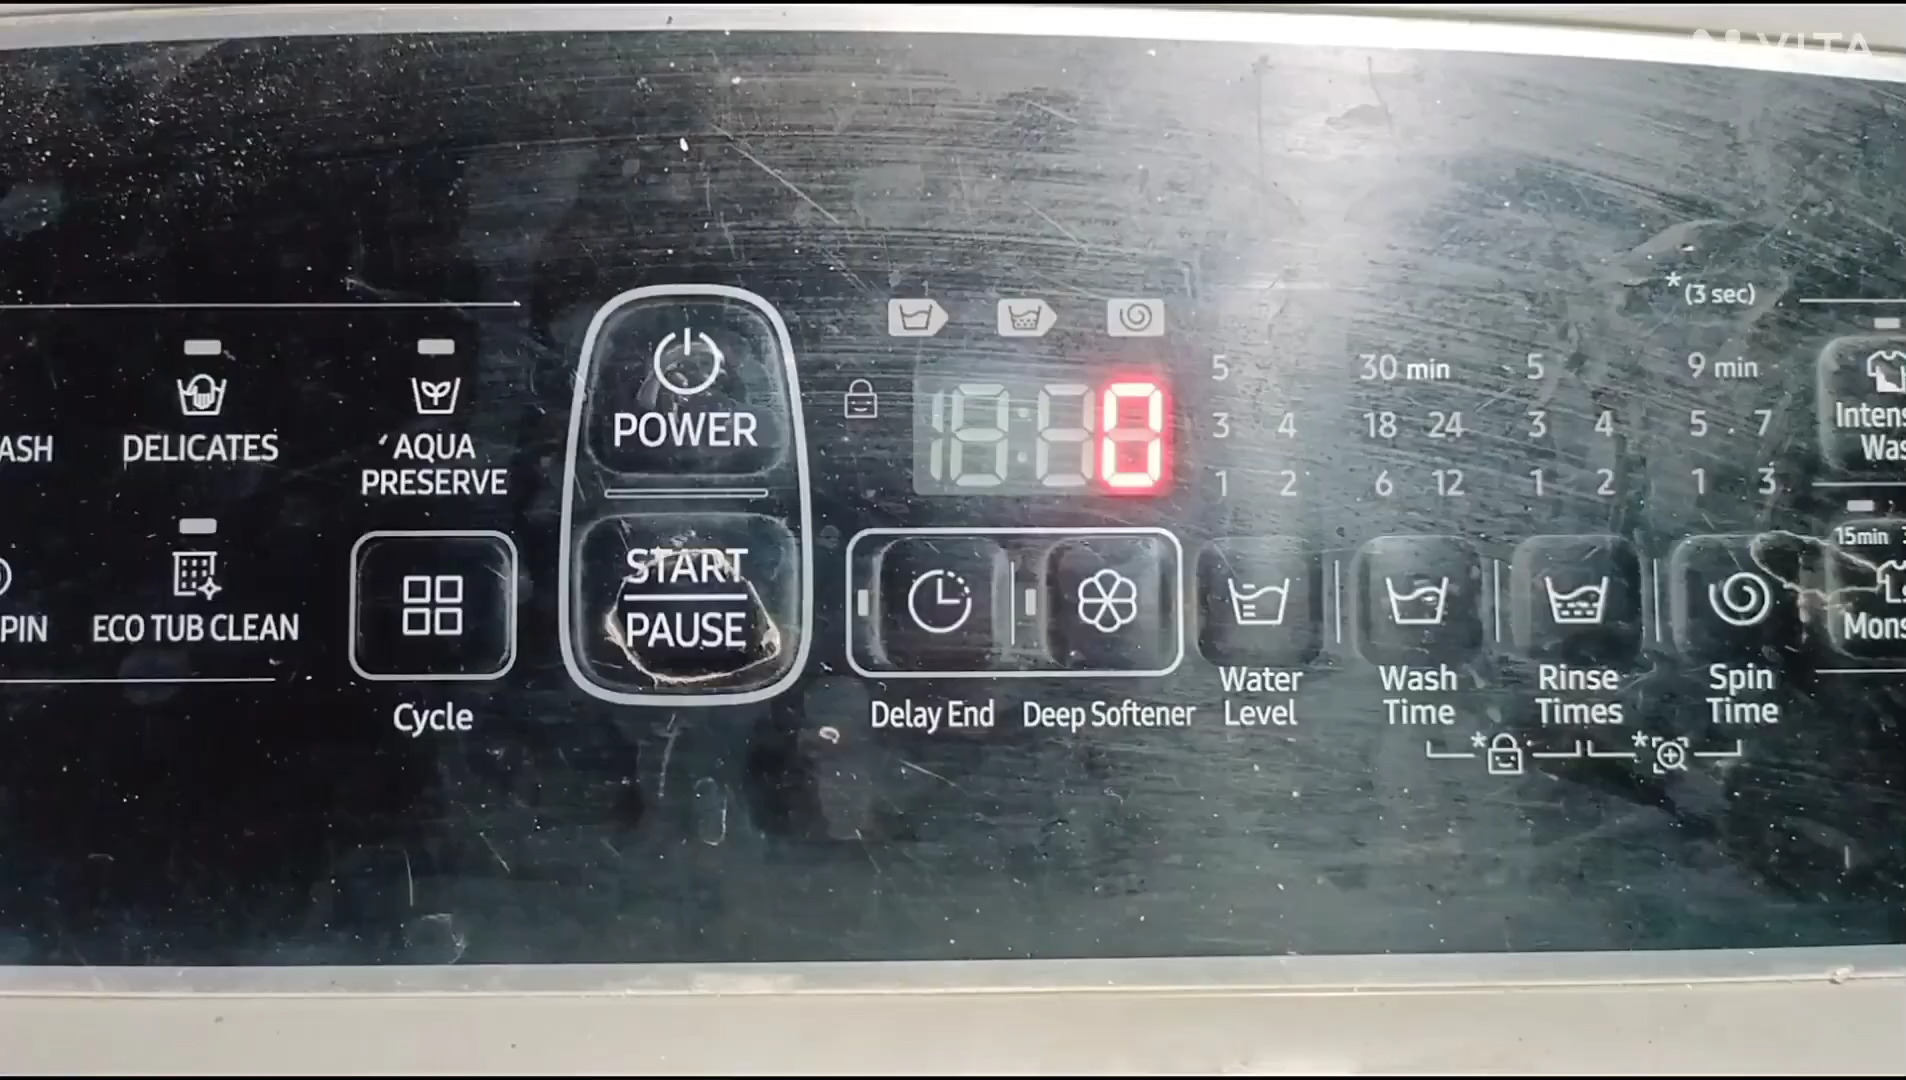 VITA
*(3 sec)
ASH
DELICATES
AQUA
PRESERVE
PIN
ECO TUB CLEAN
Cycle
POWER
START
PAUSE
0
Delay End
Deep Softener
5
3 4
1 2
Water
Level
30 min
18 24
6 12
Wash
Time
5
3 4
1 2
Rinse
Times
9 min
5 7
1 3
Spin
Time
*
*
Intens
Was
15min
Mons